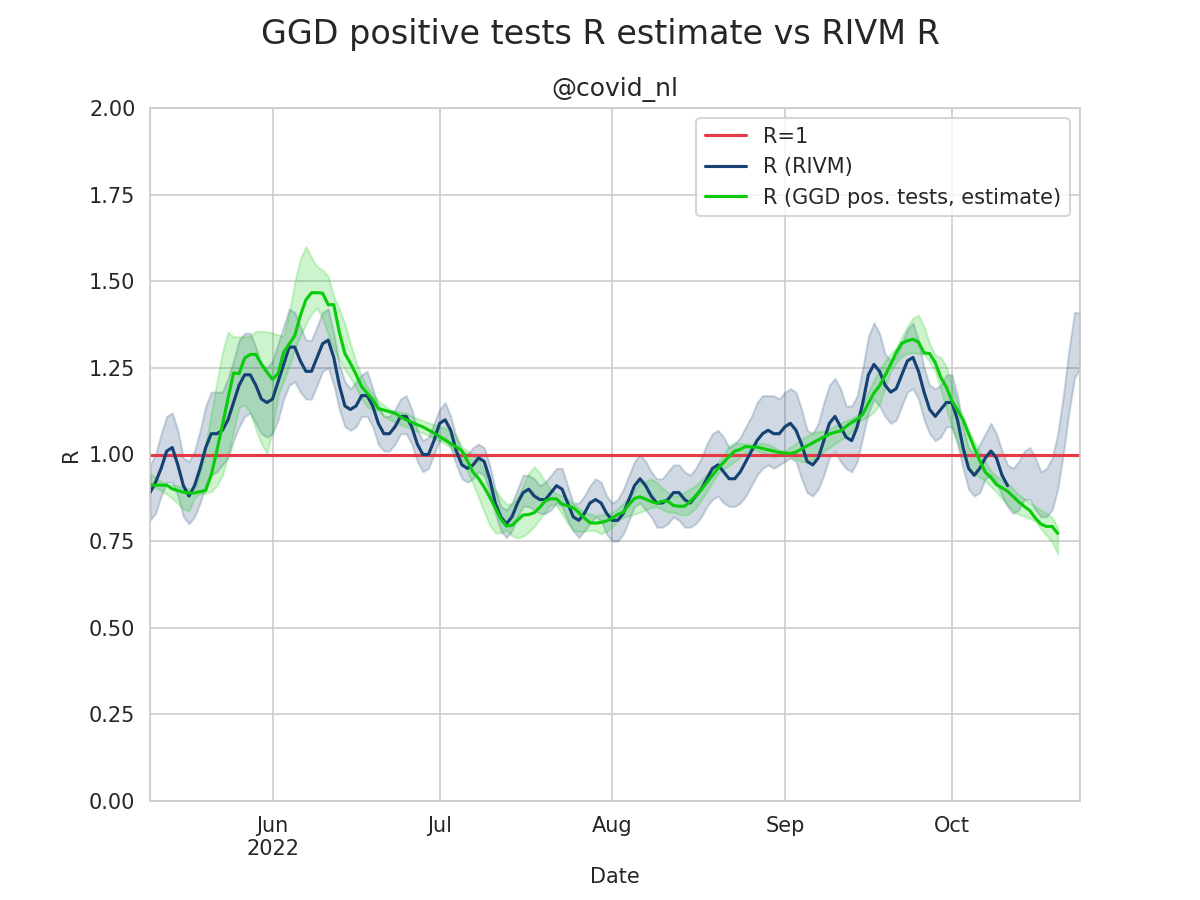 GGD positive tests R estimate vs RIVM R
@covid_nl
2.00
1.75
1.50
1.25
1.00
0.75
0.50
0.25
0.00
R
R=1
R (RIVM)
R (GGD pos. tests, estimate)
Jun
2022
Jul
Aug
Sep
Oct
Date